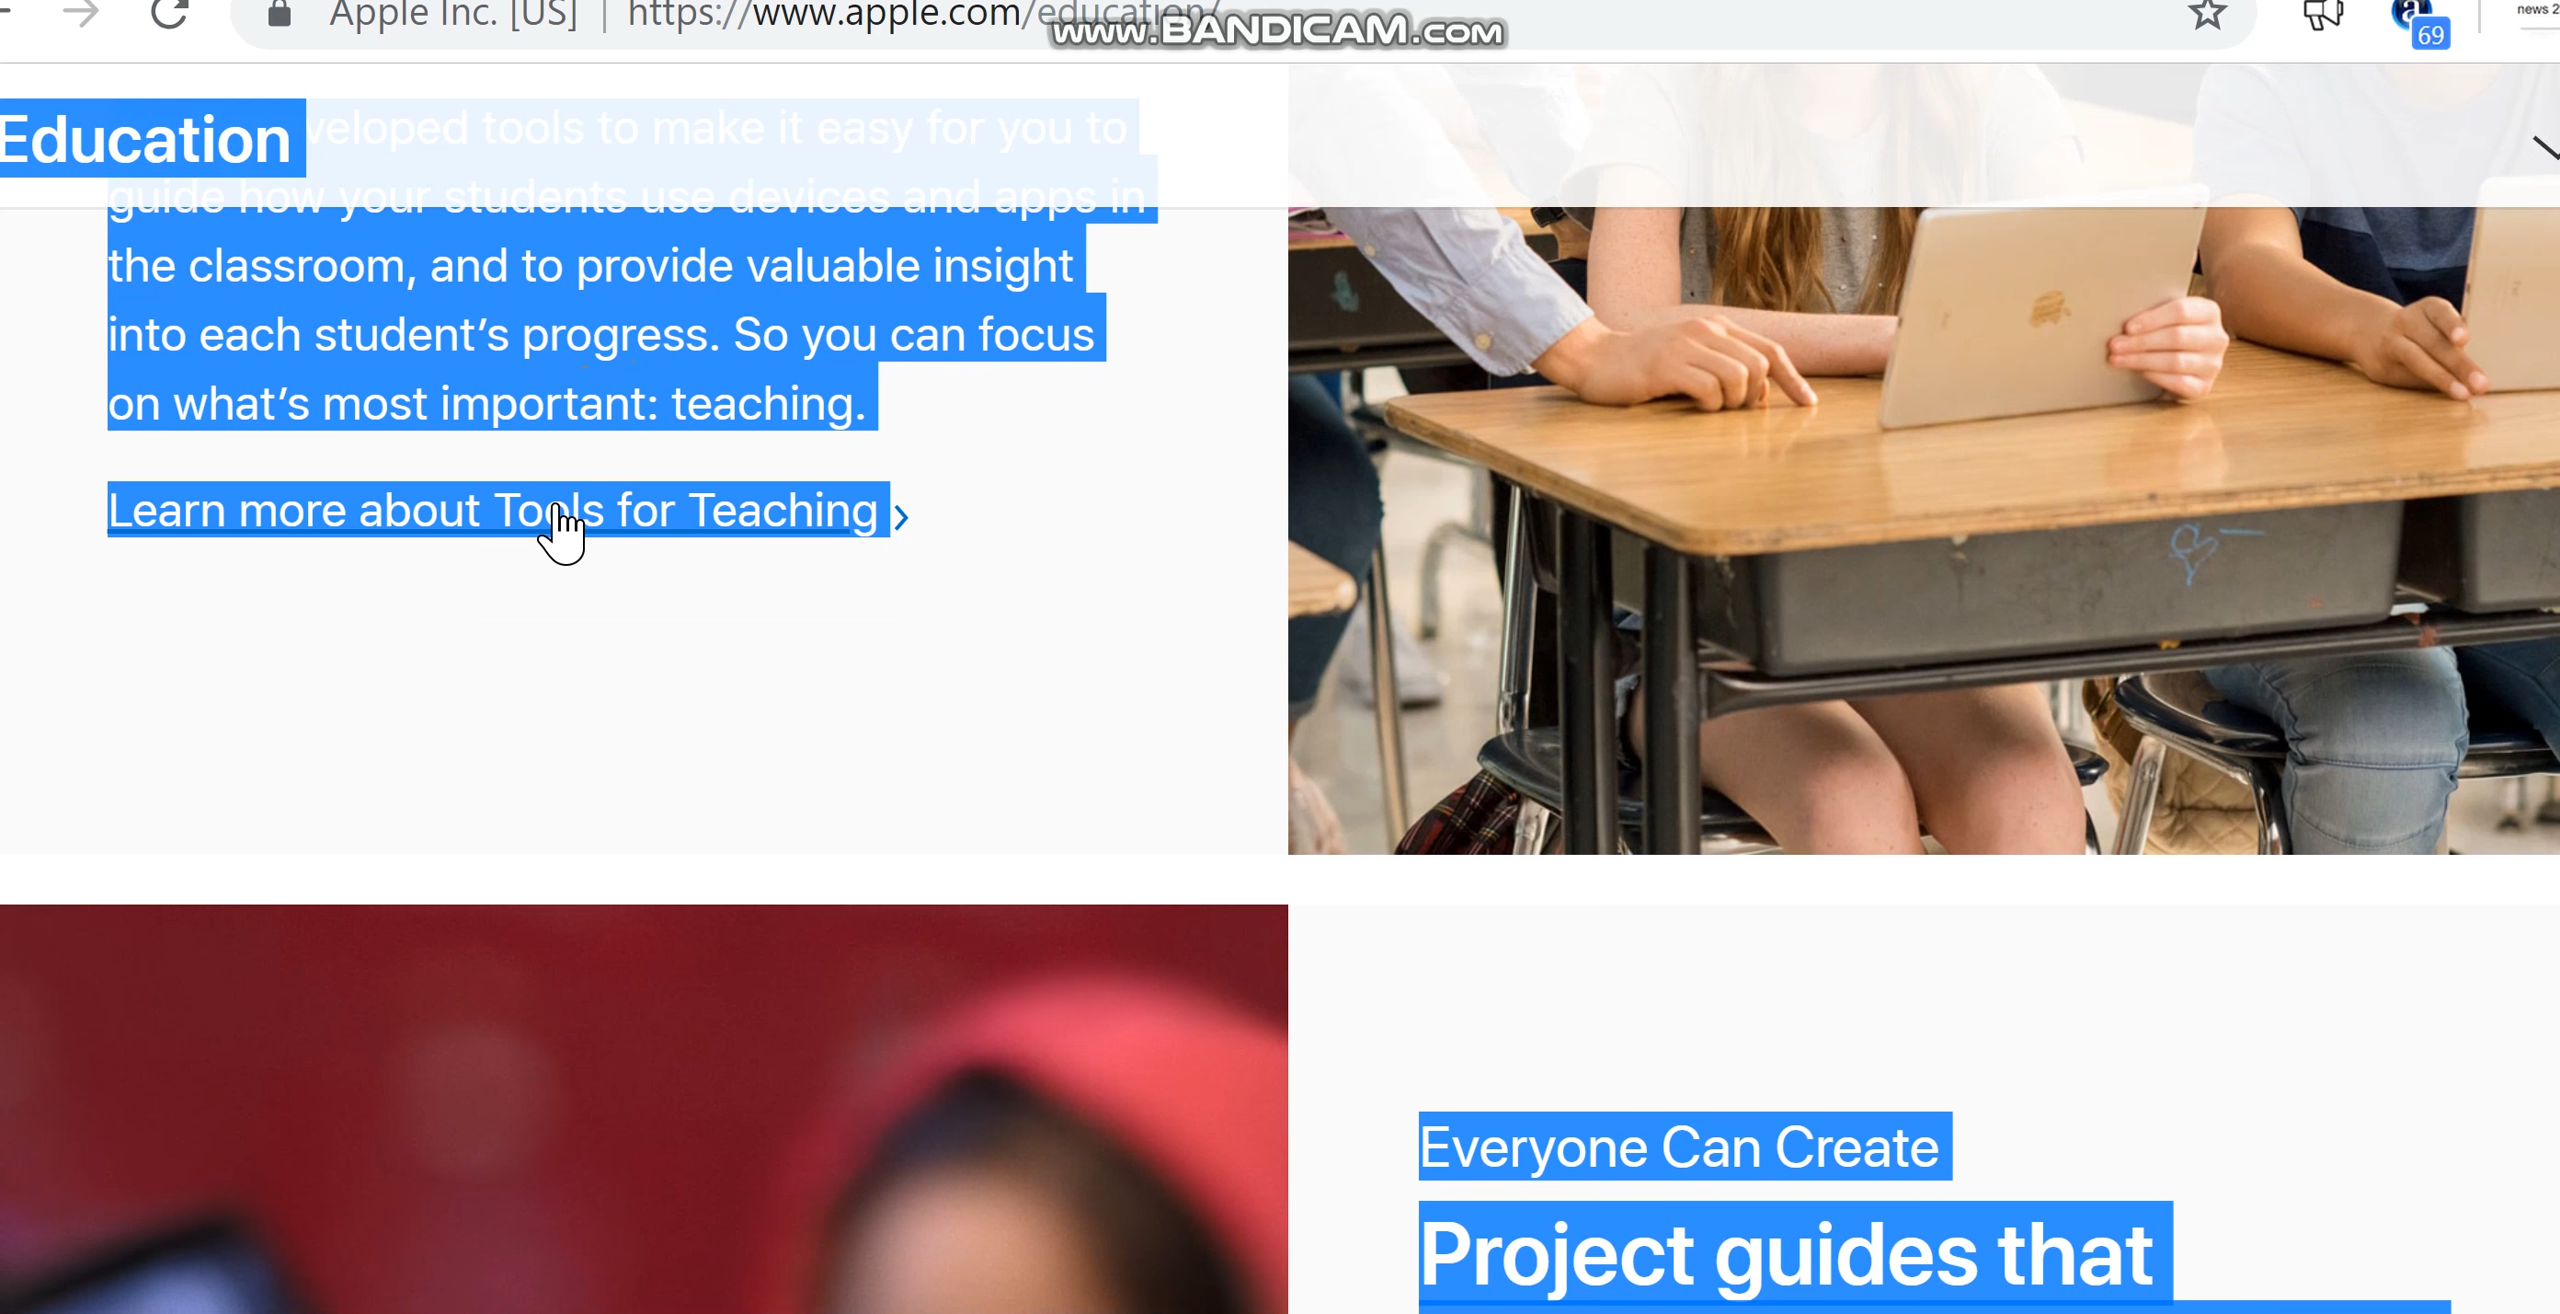 Apple Inc. [US] | https://www.apple.com/education/
www.BANDICAM.com
69
news 2
Education
veloped tools to make it easy for you to
guide how your students use devices and apps in
the classroom, and to provide valuable insight
into each student’s progress. So you can focus
on what’s most important: teaching.
Learn more about Tools for Teaching
Everyone Can Create
Project guides that